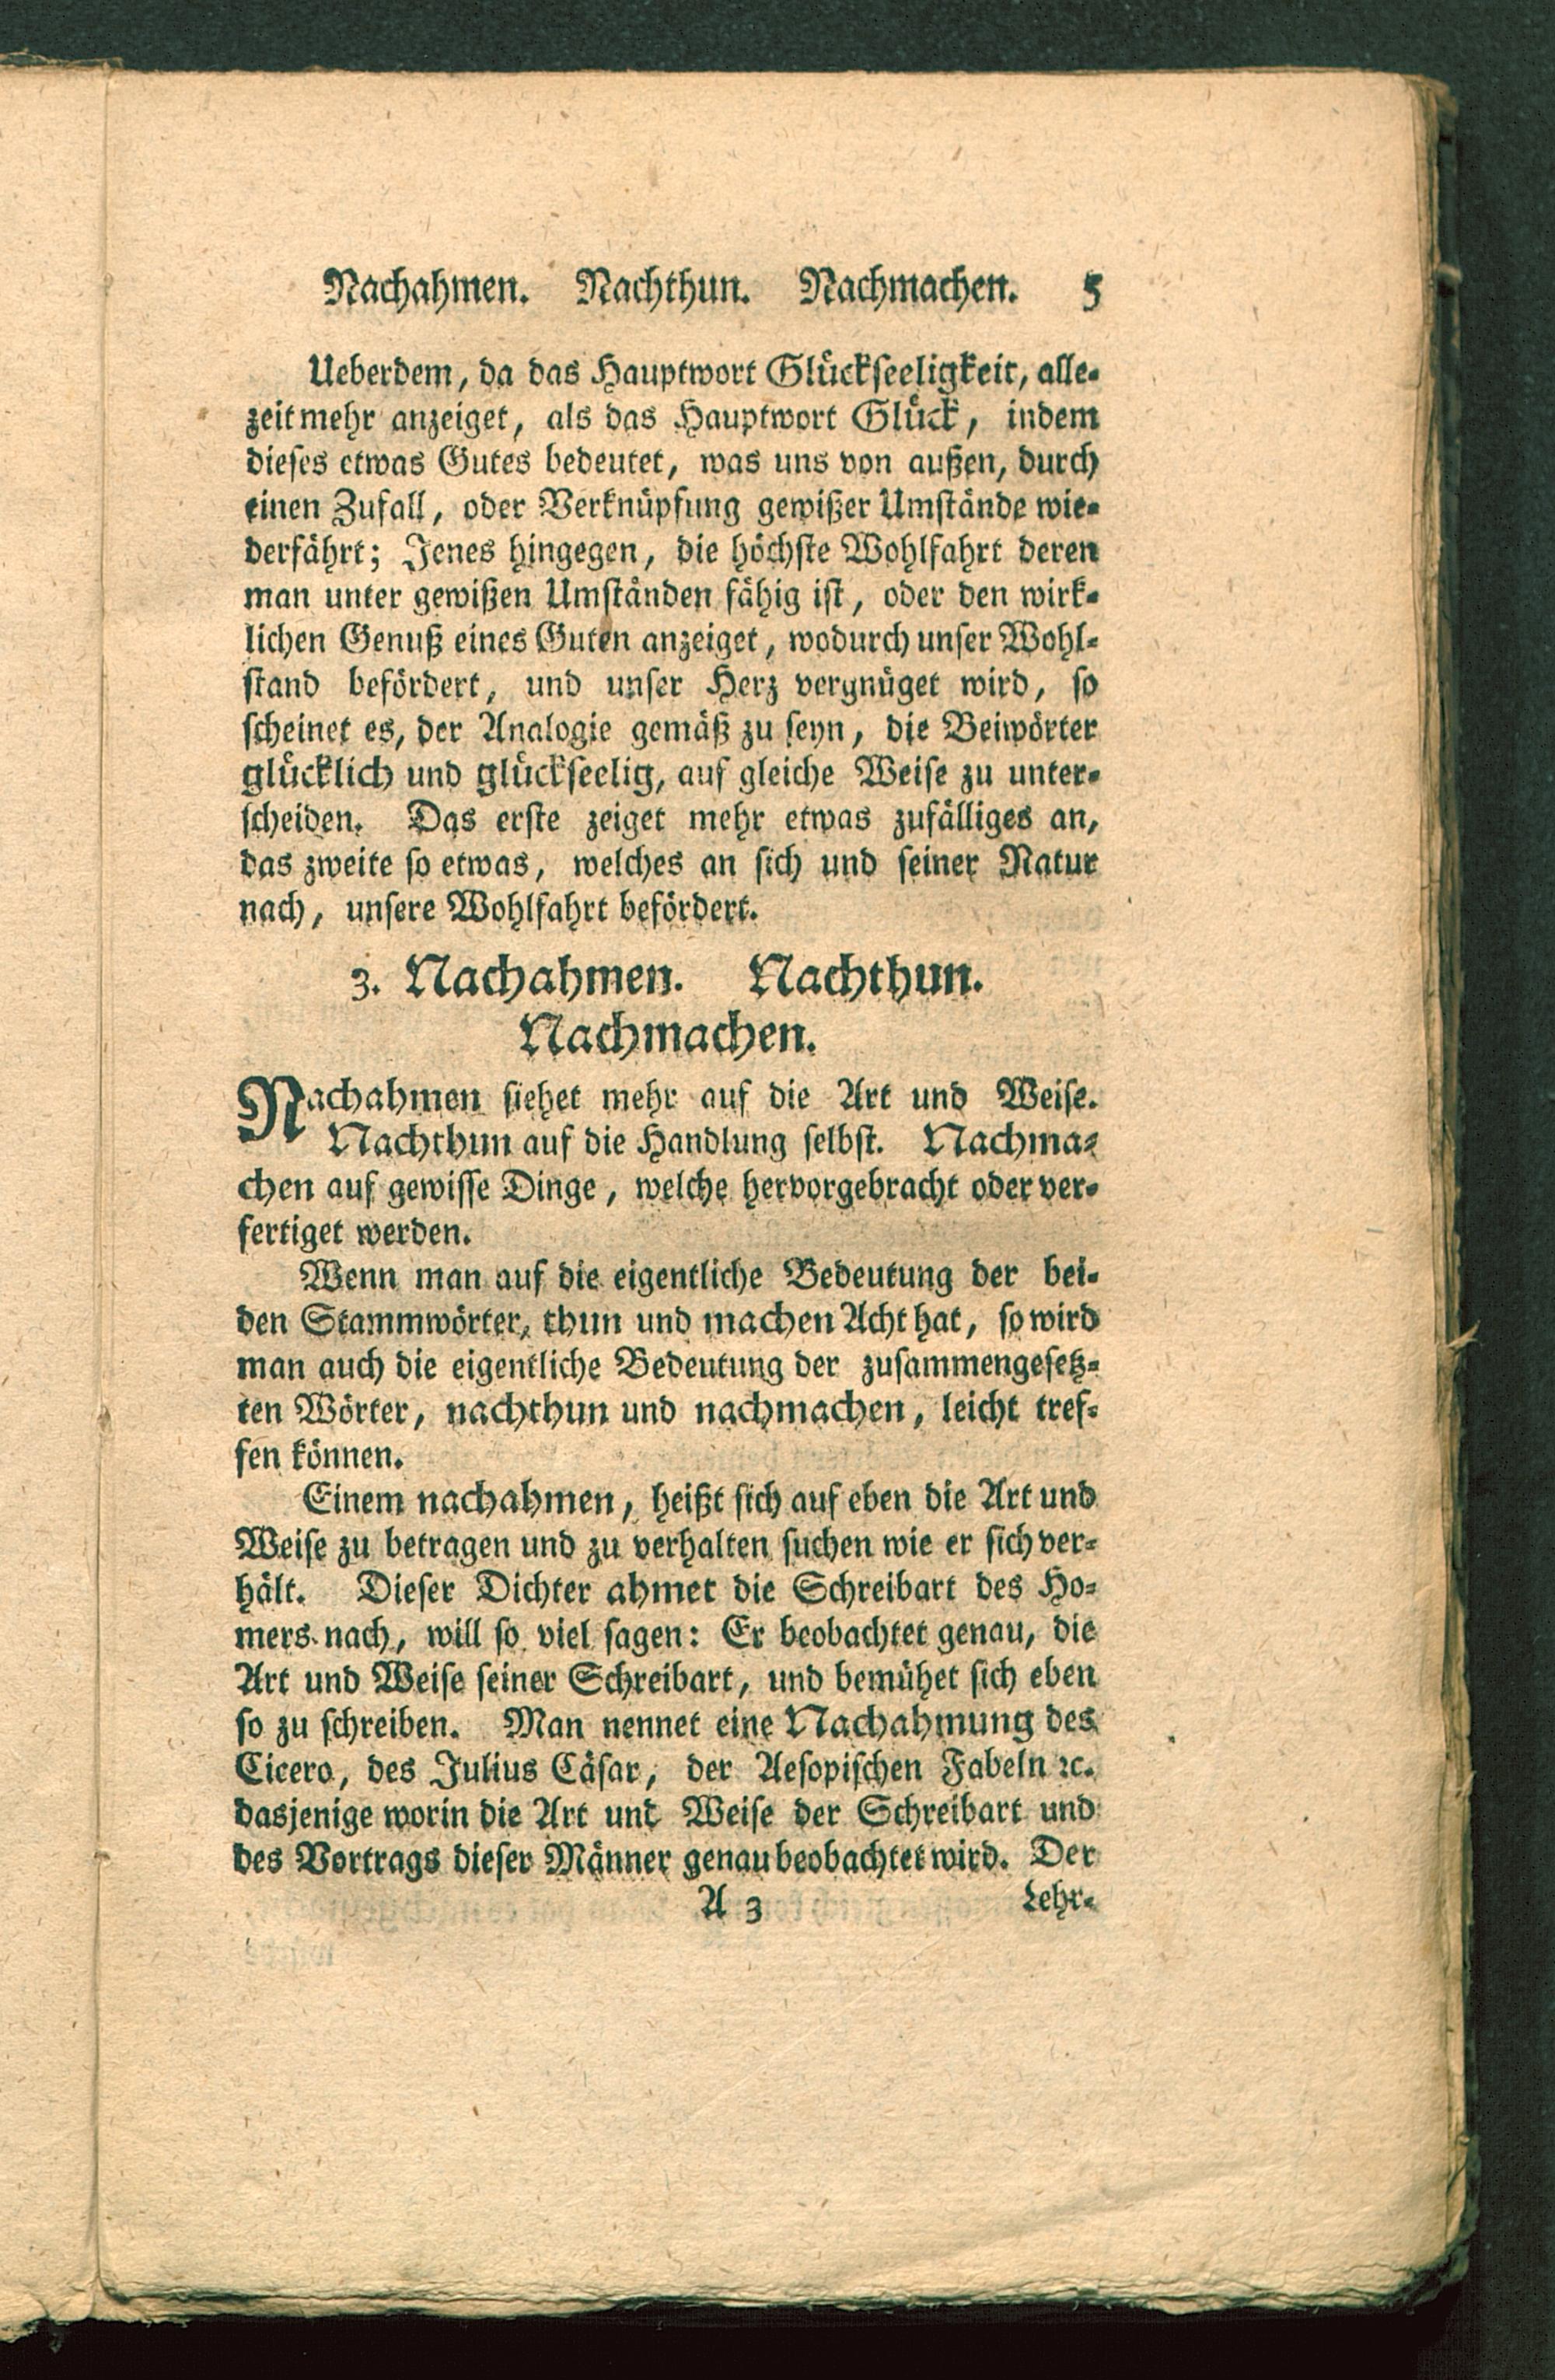 Nachahmen. Nachthun. Nachmachen. 5
Ueberdem, da das Hauptwort Glückseeligkeit, alle-
zeit mehr anzeiget, als das Hauptwort Glück, indem
dieses etwas Gutes bedeutet, was uns von außen, durch
einen Zufall, oder Verknüpfung gewißer Umstände wie-
derfährt; Jenes hingegen, die höchste Wohlfahrt deren
man unter gewißen Umständen fähig ist, oder den wirk-
lichen Genuß eines Guten anzeiget, wodurch unser Wohl-
stand befördert, und unser Herz vergnüget wird, so
scheinet es, der Analogie gemäß zu seyn, die Beiwörter
glücklich und glückseelig, auf gleiche Weise zu unter-
scheiden. Das erste zeiget mehr etwas zufälliges an,
das zweite so etwas, welches an sich und seiner Natur
nach, unsere Wohlfahrt befördert.
3. Nachahmen. Nachthun.
Nachmachen.
Nachahmen siehet mehr auf die Art und Weise.
Nachthun auf die Handlung selbst. Nachma-
chen auf gewisse Dinge, welche hervorgebracht oder ver-
fertiget werden.
Wenn man auf die eigentliche Bedeutung der bei-
den Stammwörter, thun und machen Acht hat, so wird
man auch die eigentliche Bedeutung der zusammengesetz-
ten Wörter, nachthun und nachmachen, leicht tref-
fen können.
Einem nachahmen, heißt sich auf eben die Art und
Weise zu betragen und zu verhalten suchen wie er sich ver-
hält. Dieser Dichter ahmet die Schreibart des Ho-
mers nach, will so viel sagen: Er beobachtet genau, die
Art und Weise seiner Schreibart, und bemühet sich eben
so zu schreiben. Man nennet eine Nachahmung des
Cicero, des Julius Cäsar, der Aesopischen Fabeln ꝛc.
dasjenige worin die Art und Weise der Schreibart und
des Vortrags dieser Männer genau beobachtet wird. Der
A 3 Lehr-